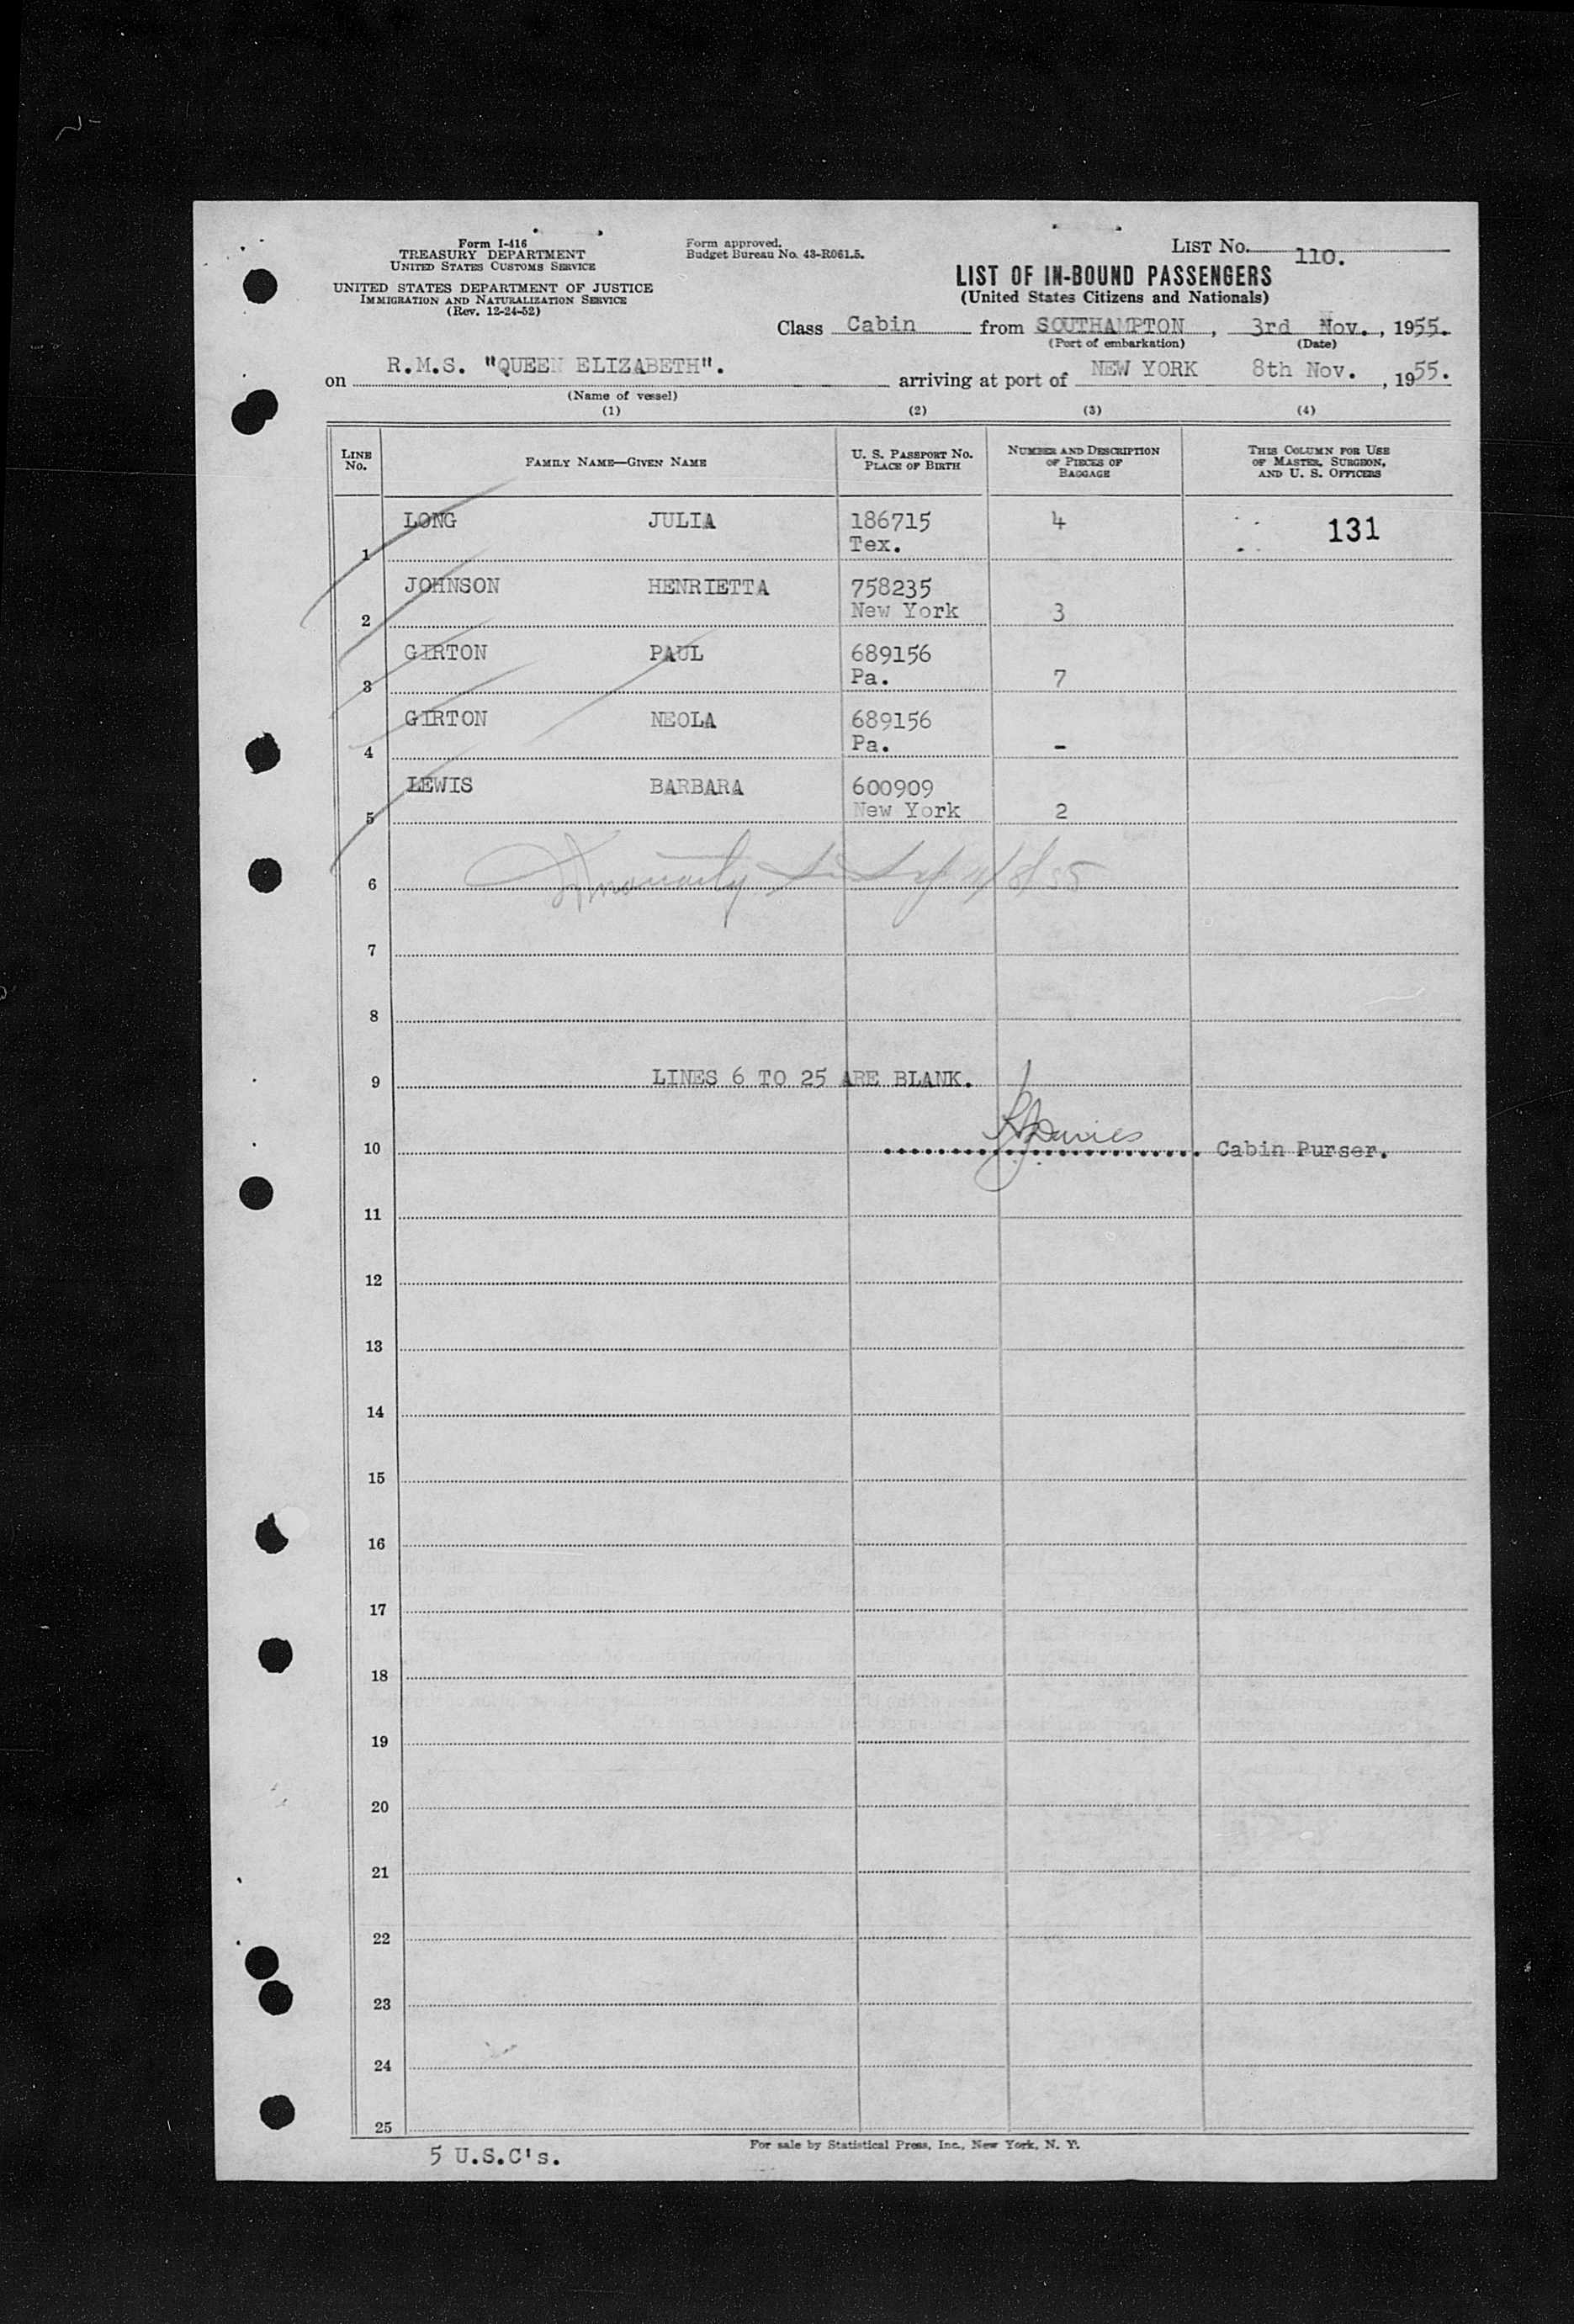 Form I-416
TREASURY DEPARTMENT
UNITED STATES CUSTOMS SERVICE
UNITED STATES DEPARTMENT OF JUSTICE
IMMIGRATION AND NATURALIZATION SERVICE
(Rev. 12-24-52)
Form approved.
Budget Bureau No. 43-R061.5.
LIST No. 110.
LIST OF IN-BOUND PASSENGERS
(United States Citizens and Nationals)
Class Cabin from SOUTHAMPTON, 3rd Nov., 1955.
(Port of embarkation) (Date)
on R.M.S. "QUEEN ELIZABETH". arriving at port of NEW YORK 8th Nov., 1955.
(Name of vessel)
(1) (2) (3) (4)
LINE No. FAMILY NAME—GIVEN NAME U. S. PASSPORT No. PLACE OF BIRTH NUMBER AND DESCRIPTION OF PIECES OF BAGGAGE THIS COLUMN FOR USE OF MASTER, SURGEON, AND U. S. OFFICERS
1 LONG JULIA 186715 4 131
Tex.
2 JOHNSON HENRIETTA 758235
New York 3
3 GIRTON PAUL 689156
Pa. 7
4 GIRTON NEOLA 689156
Pa. -
5 LEWIS BARBARA 600909
New York 2
6 11/8/55
7
8
9 LINES 6 TO 25 ARE BLANK.
10 Davies Cabin Purser.
11
12
13
14
15
16
17
18
19
20
21
22
23
24
25
5 U.S.C's.
For sale by Statistical Press, Inc., New York, N. Y.